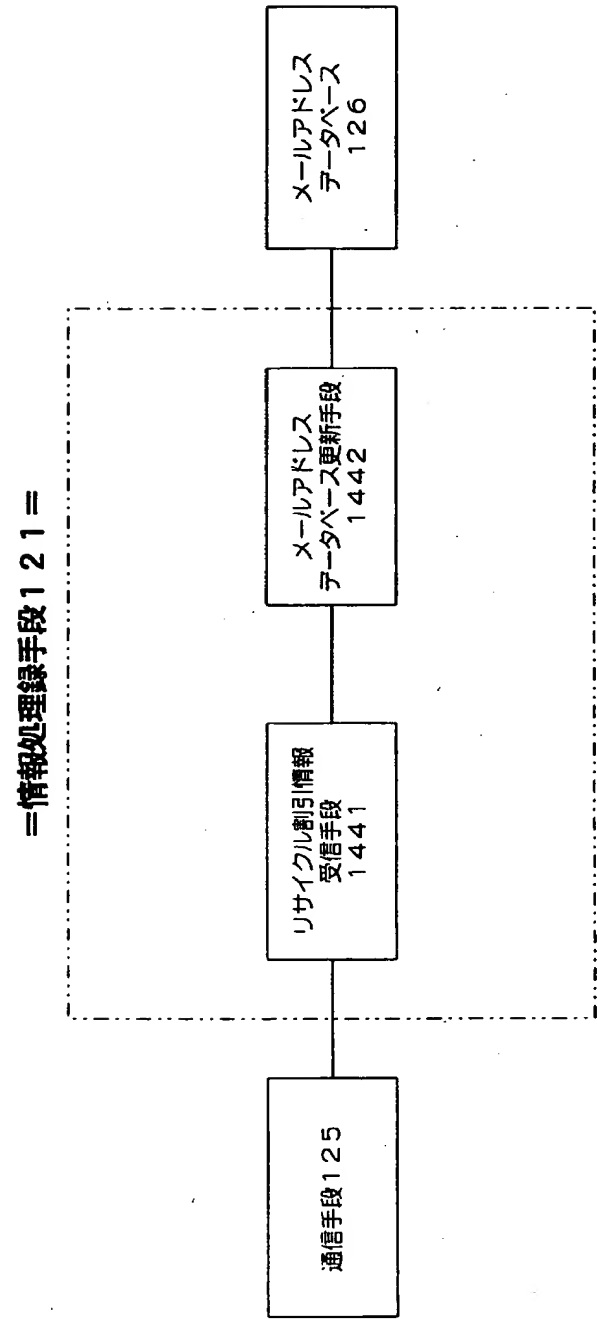 =情報処理録手段１２１=
通信手段１２５
リサイクル割引情報
受信手段
１４４１
メールアドレス
データベース更新手段
１４４２
メールアドレス
データベース
１２６